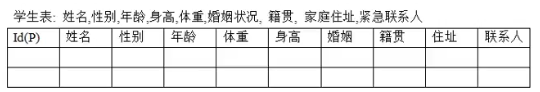 学生表: 姓名,性别,年龄,身高,体重,婚姻状况, 籍贯, 家庭住址,紧急联系人
Id(P) 姓名 性别 年龄 体重 身高 婚姻 籍贯 住址 联系人